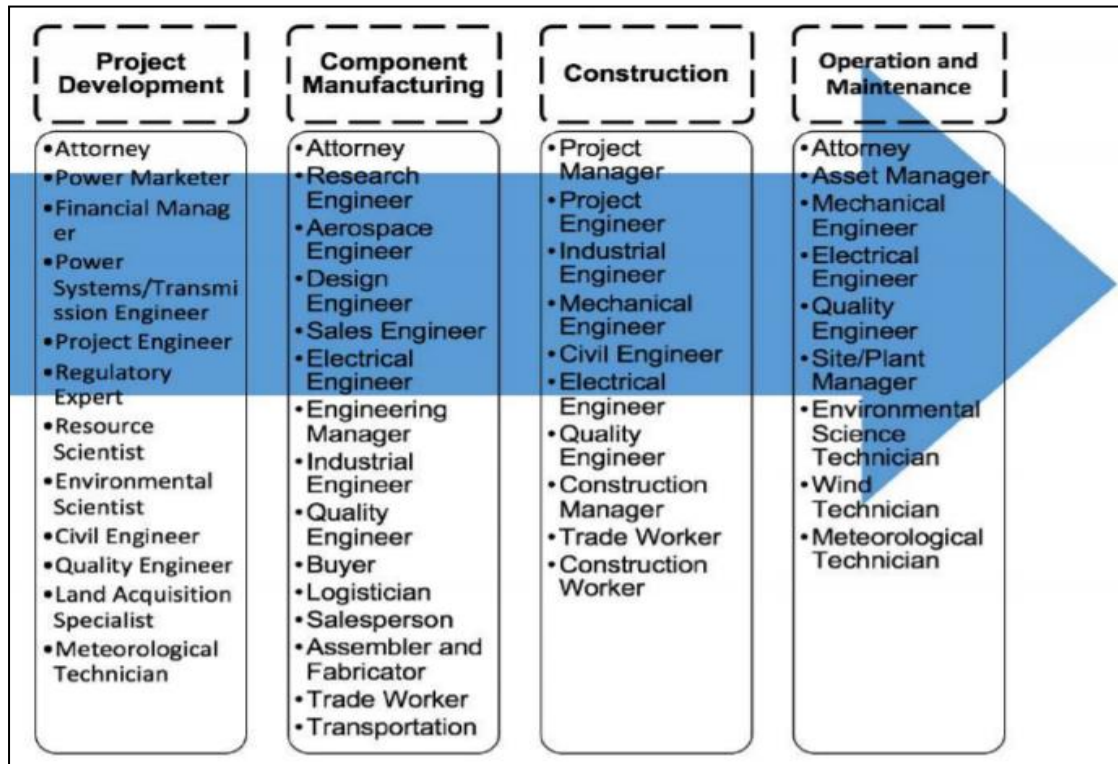 Project
Development
•Attorney
•Power Marketer
•Financial Manag
er
•Power
Systems/Transmi
ssion Engineer
•Project Engineer
•Regulatory
Expert
•Resource
Scientist
•Environmental
Scientist
•Civil Engineer
•Quality Engineer
•Land Acquisition
Specialist
•Meteorological
Technician
Component
Manufacturing
•Attorney
•Research
Engineer
•Aerospace
Engineer
•Design
Engineer
•Sales Engineer
•Electrical
Engineer
•Engineering
Manager
•Industrial
Engineer
•Quality
Engineer
•Buyer
•Logistician
•Salesperson
•Assembler and
Fabricator
•Trade Worker
•Transportation
Construction
•Project
Manager
•Project
Engineer
•Industrial
Engineer
•Mechanical
Engineer
•Civil Engineer
•Electrical
Engineer
•Quality
Engineer
•Construction
Manager
•Trade Worker
•Construction
Worker
Operation and
Maintenance
•Attorney
•Asset Manager
•Mechanical
Engineer
•Electrical
Engineer
•Quality
Engineer
•Site/Plant
Manager
•Environmental
Science
Technician
•Wind
Technician
•Meteorological
Technician